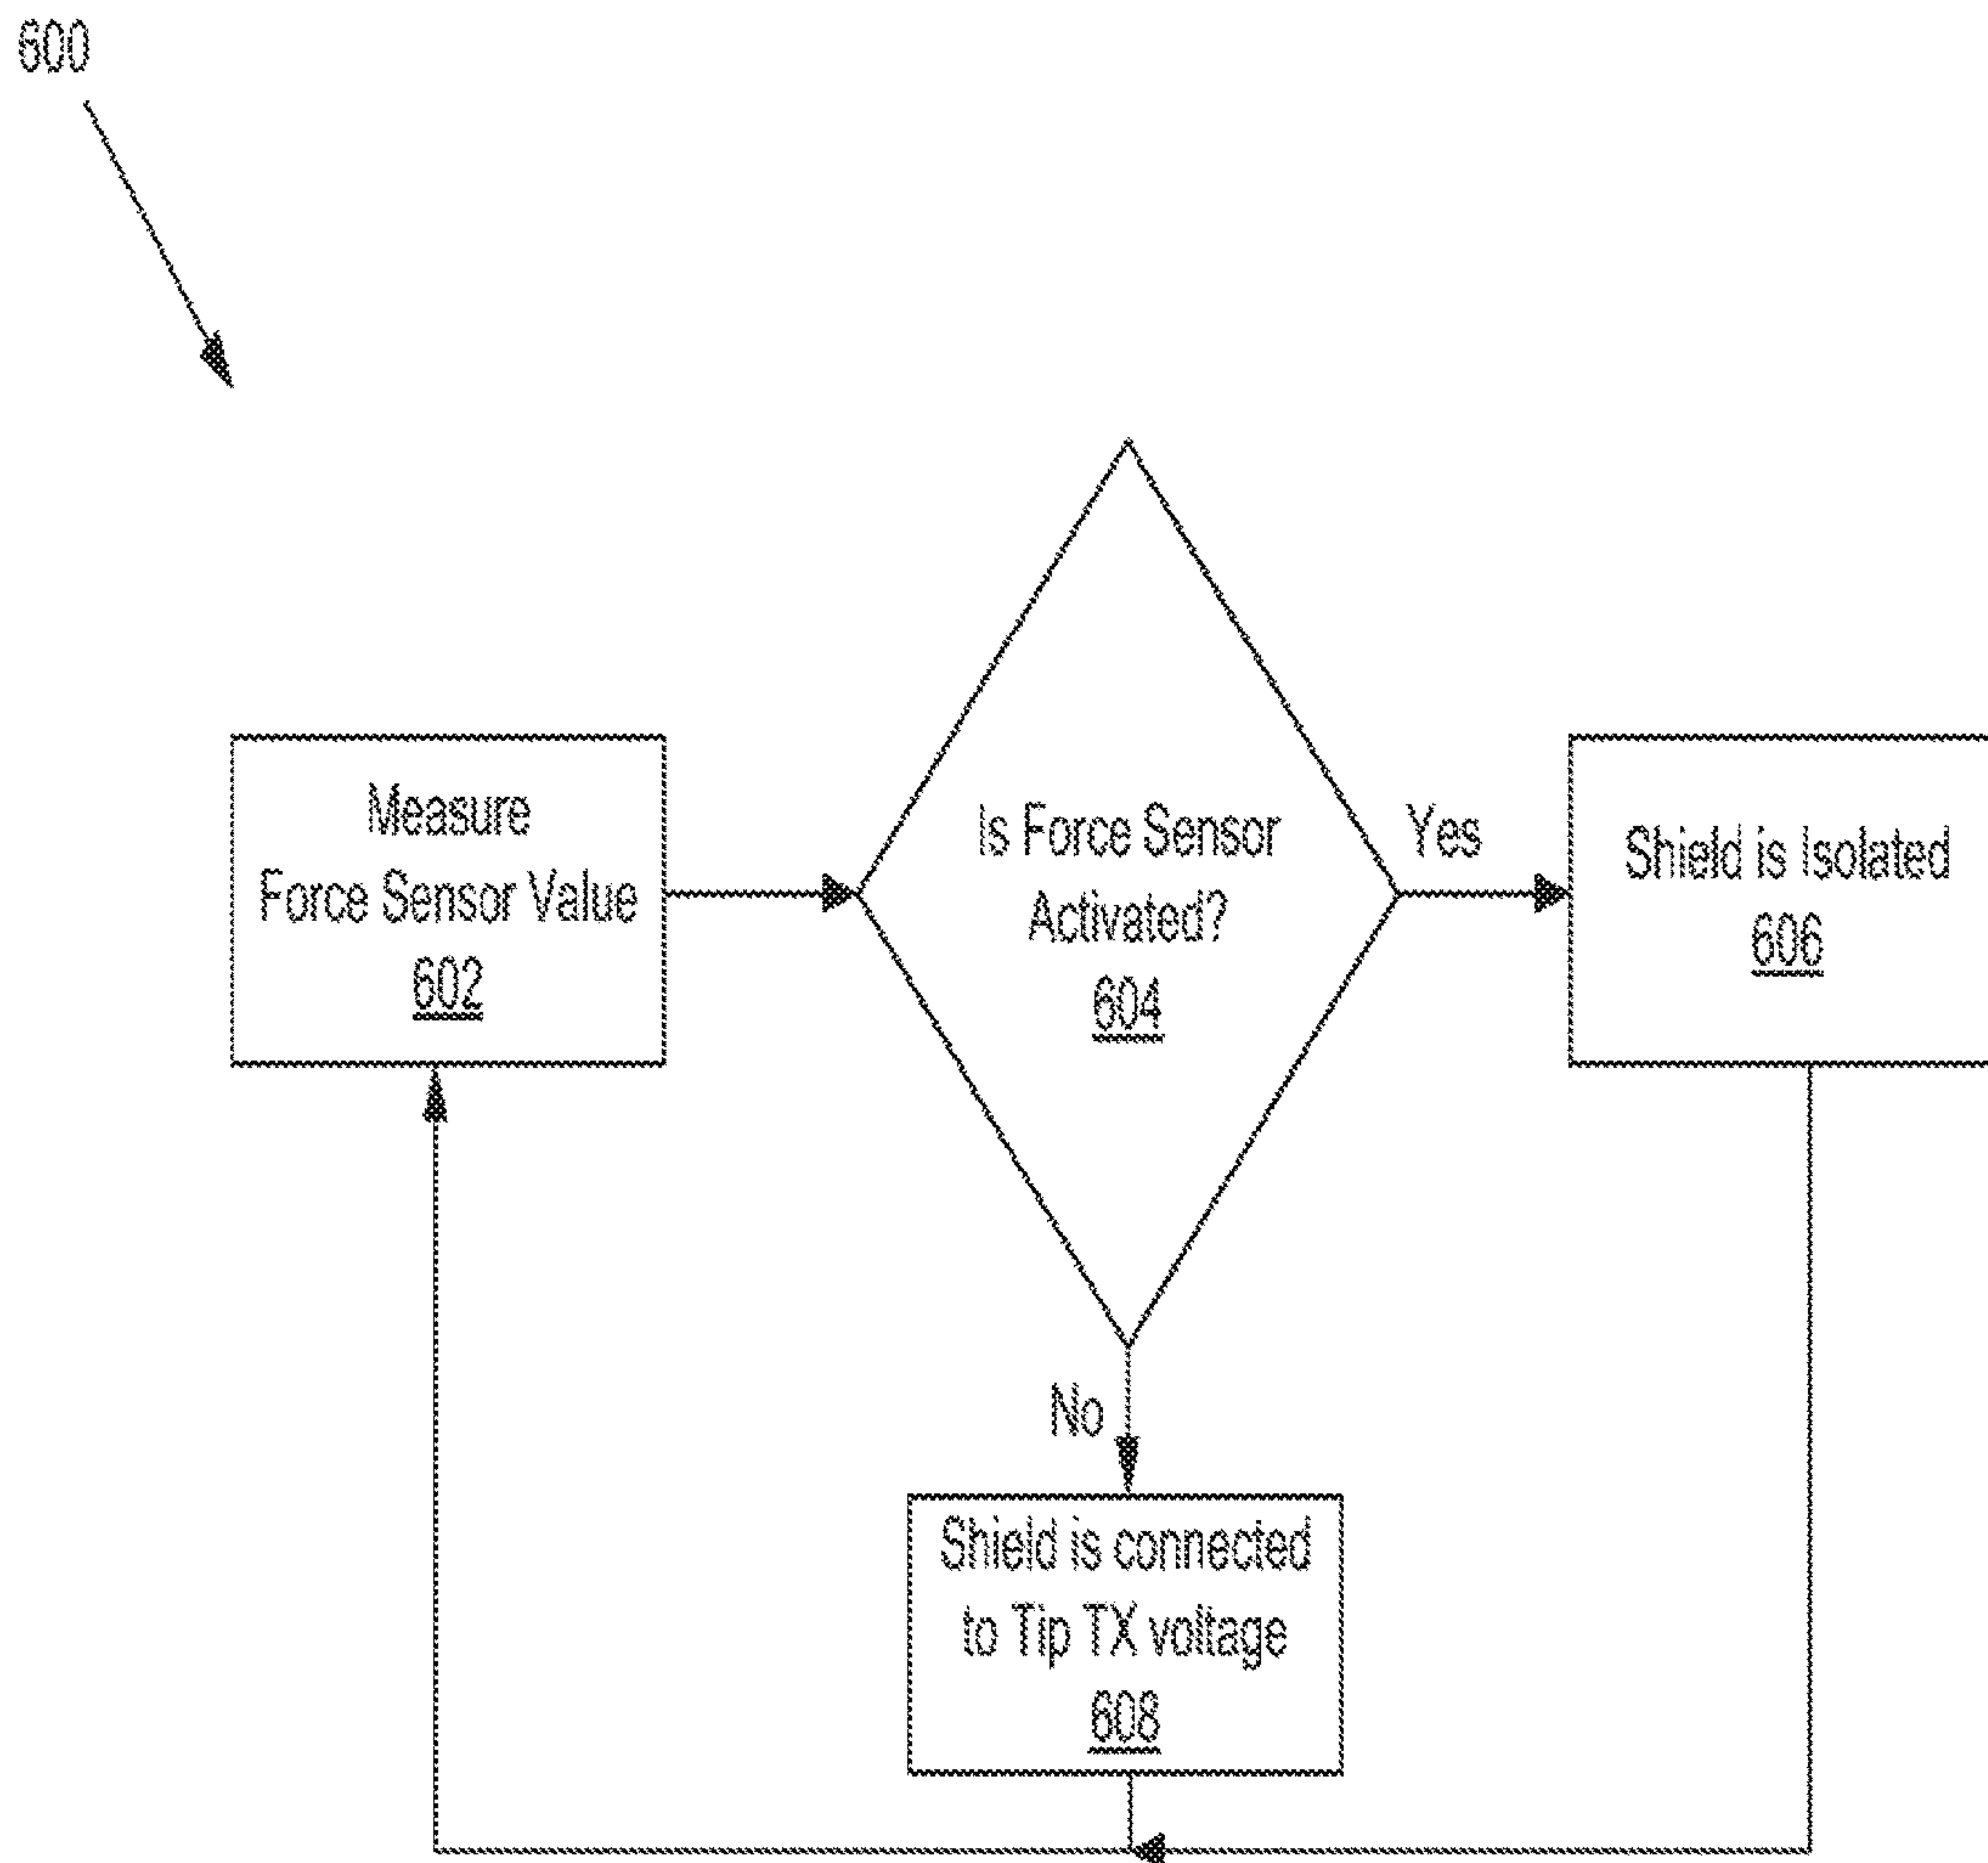 600
Measure
Force Sensor Value
602
Is Force Sensor
Activated?
604
Yes
Shield is Isolated
606
No
Shield is connected
to Tip TX voltage
608